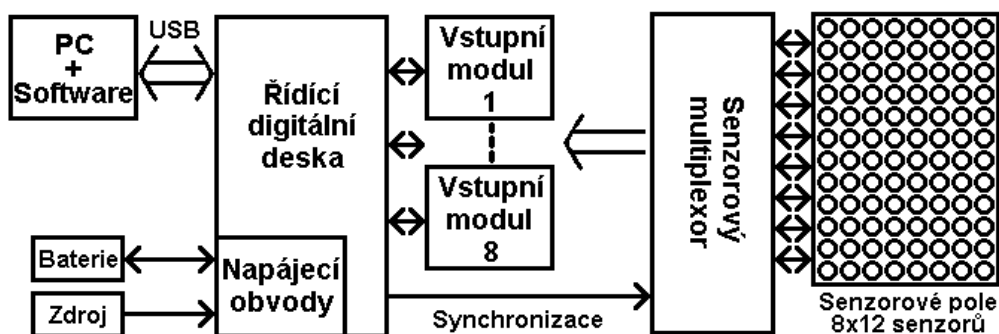 PC
+
Software
USB
Řídící
digitální
deska
Vstupní
modul
1
Vstupní
modul
8
Senzorový
multiplexor
Baterie
Zdroj
Napájecí
obvody
Synchronizace
Senzorové pole
8x12 senzorů